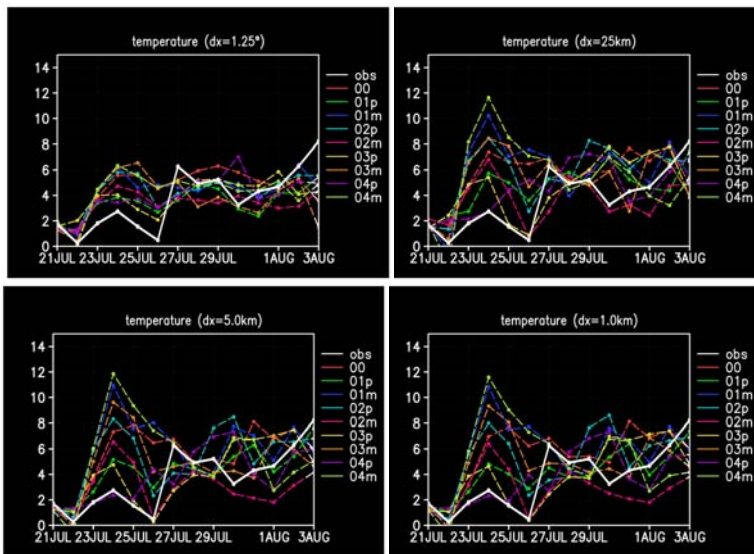 temperature (dx=1.25°)
14
12
10
8
6
4
2
0
21JUL 23JUL 25JUL 27JUL 29JUL 1AUG 3AUG
obs
00
01p
01m
02p
02m
03p
03m
04p
04m
temperature (dx=25km)
14
12
10
8
6
4
2
0
21JUL 23JUL 25JUL 27JUL 29JUL 1AUG 3AUG
obs
00
01p
01m
02p
02m
03p
03m
04p
04m
temperature (dx=5.0km)
14
12
10
8
6
4
2
0
21JUL 23JUL 25JUL 27JUL 29JUL 1AUG 3AUG
obs
00
01p
01m
02p
02m
03p
03m
04p
04m
temperature (dx=1.0km)
14
12
10
8
6
4
2
0
21JUL 23JUL 25JUL 27JUL 29JUL 1AUG 3AUG
obs
00
01p
01m
02p
02m
03p
03m
04p
04m